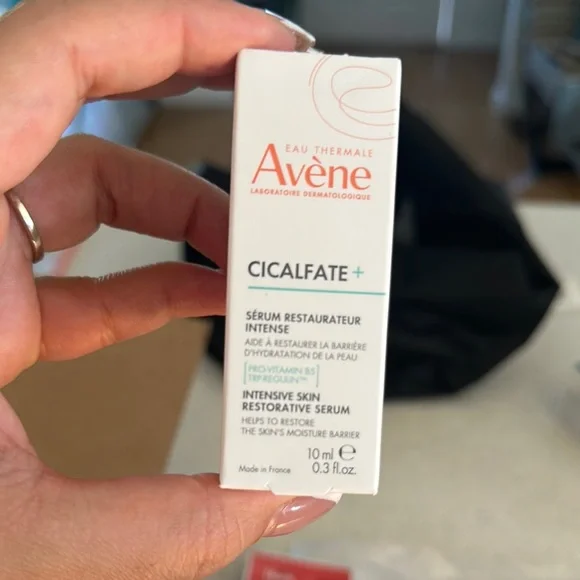 EAU THERMALE
Avène
LABORATOIRE DERMATOLOGIQUE
CICALFATE+
SÉRUM RESTAURATEUR
INTENSE
AIDE À RESTAURER LA BARRIÈRE
D'HYDRATATION DE LA PEAU
PRO-VITAMIN B5
TRP-REGULIN™
INTENSIVE SKIN
RESTORATIVE SERUM
HELPS TO RESTORE
THE SKIN'S MOISTURE BARRIER
10 ml ℮
Made in France 0.3 fl.oz.